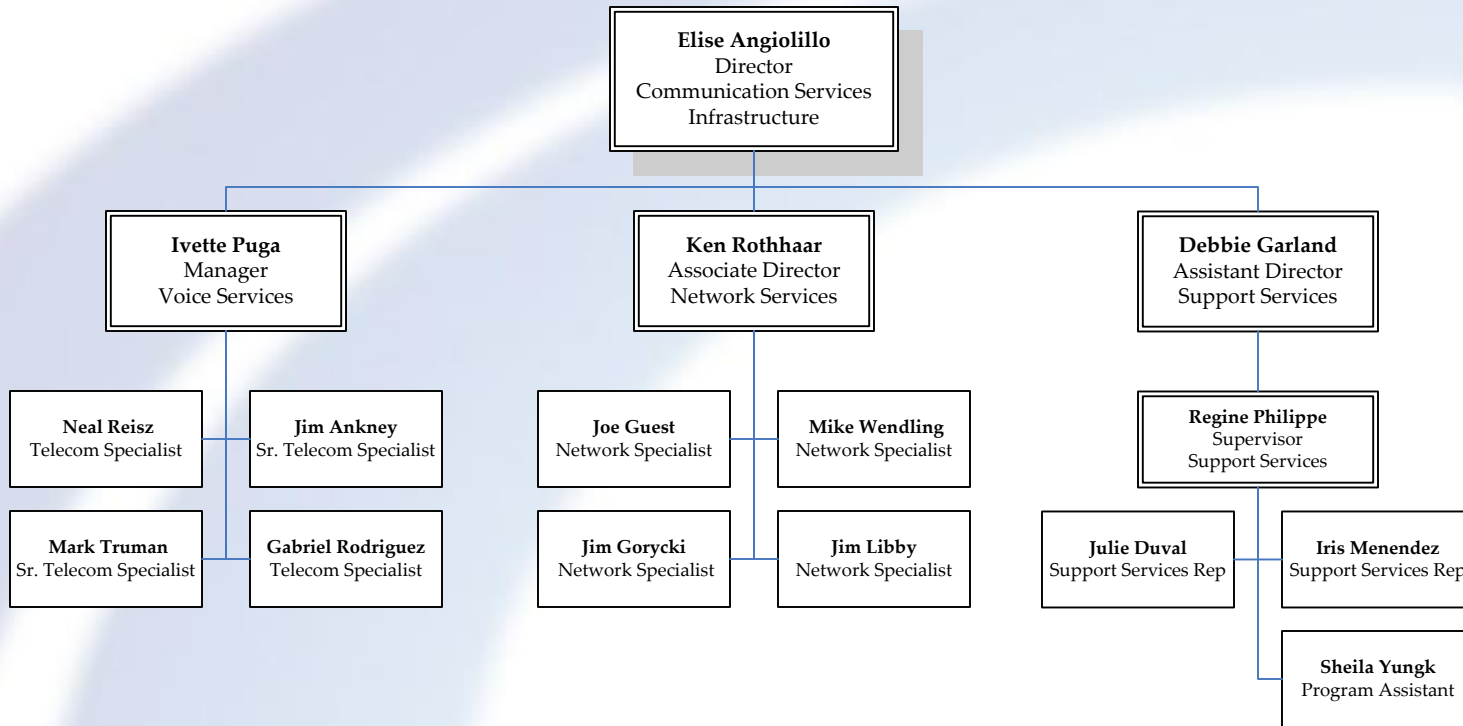 Elise Angiolillo
Director
Communication Services
Infrastructure
Ivette Puga
Manager
Voice Services
Ken Rothhaar
Associate Director
Network Services
Debbie Garland
Assistant Director
Support Services
Neal Reisz
Telecom Specialist
Jim Ankney
Sr. Telecom Specialist
Joe Guest
Network Specialist
Mike Wendling
Network Specialist
Regine Philippe
Supervisor
Support Services
Mark Truman
Sr. Telecom Specialist
Gabriel Rodriguez
Telecom Specialist
Jim Gorycki
Network Specialist
Jim Libby
Network Specialist
Julie Duval
Support Services Rep
Iris Menendez
Support Services Rep
Sheila Yungk
Program Assistant